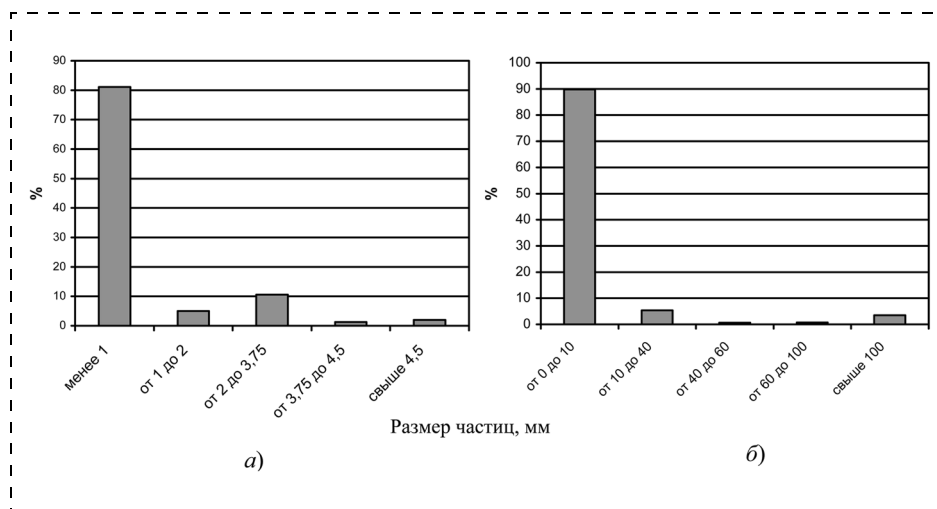 90
80
70
60
50
40
30
20
10
0
%
менее 1
от 1 до 2
от 2 до 3,75
от 3,75 до 4,5
свыше 4,5
100
90
80
70
60
50
40
30
20
10
0
%
от 0 до 10
от 10 до 40
от 40 до 60
от 60 до 100
свыше 100
Размер частиц, мм
а)
б)